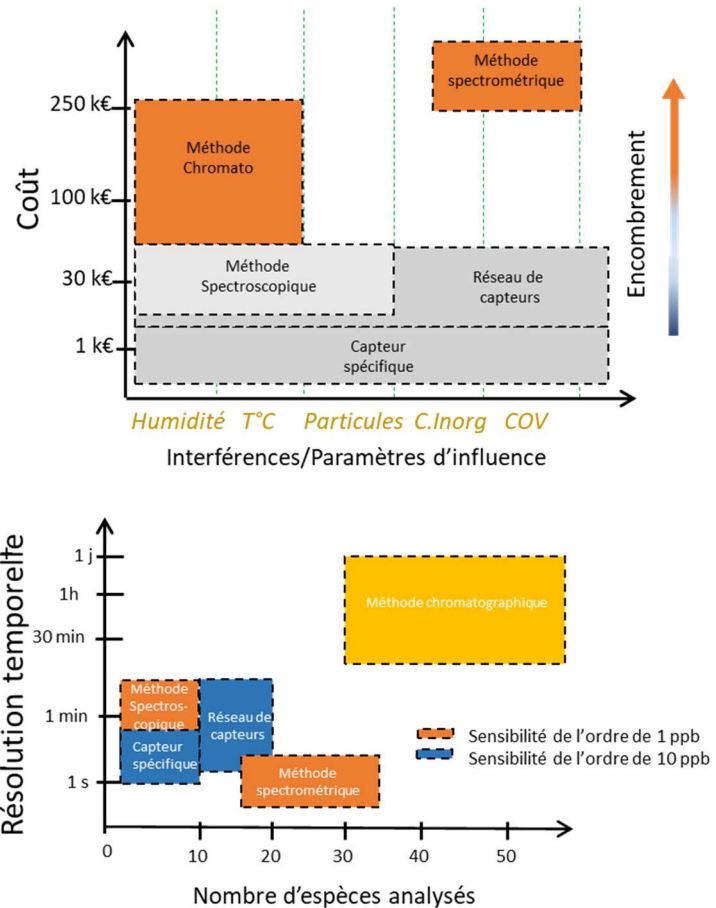 Méthode
spectrométrique
250 k€
Méthode
Chromato
Coût
100 k€
Encombrement
Méthode
Spectroscopique
30 k€
Réseau de
capteurs
1 k€
Capteur
spécifique
Humidité T°C Particules C.Inorg COV
Interférences/Paramètres d'influence
Résolution temporelte
1 j
1h
Méthode chromatographique
30 min
Méthode
Spectros-
copique
1 min
Réseau de
capteurs
Capteur
spécifique
Sensibilité de l'ordre de 1 ppb
Sensibilité de l'ordre de 10 ppb
1 s
Méthode
spectrométrique
0 10 20 30 40 50
Nombre d'espèces analysés